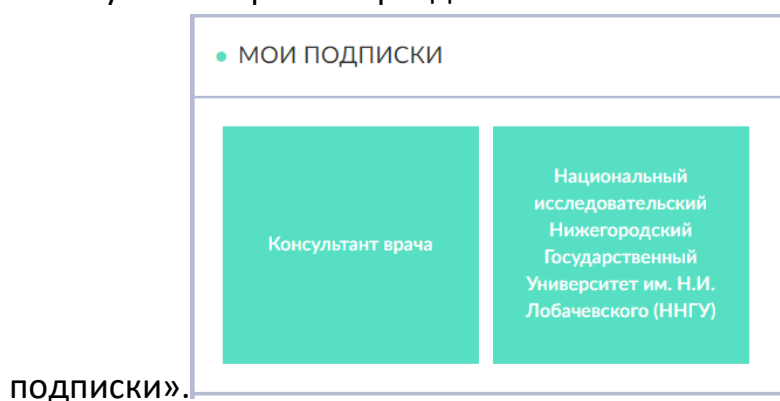 • МОИ ПОДПИСКИ
Консультант врача
Национальный
исследовательский
Нижегородский
Государственный
Университет им. Н.И.
Лобачевского (ННГУ)
подписки».